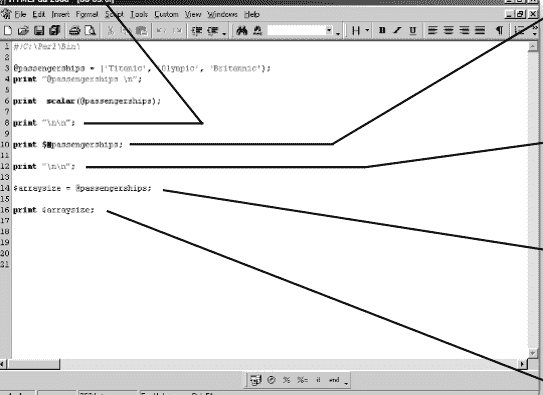 File Edit Insert Format Script Tools Custom View Windows Help
H B I U ¶
1 #!C:\Perl\Bin\
2
3 @passengerships = ('Titanic', 'Olympic', 'Britannic');
4 print "@passengerships \n";
5
6 print scalar(@passengerships);
7
8 print "\n\n";
9
10 print $#passengerships;
11
12 print "\n\n";
13
14 $arraysize = @passengerships;
15
16 print $arraysize;
17
18
19
20
21
% %= if end